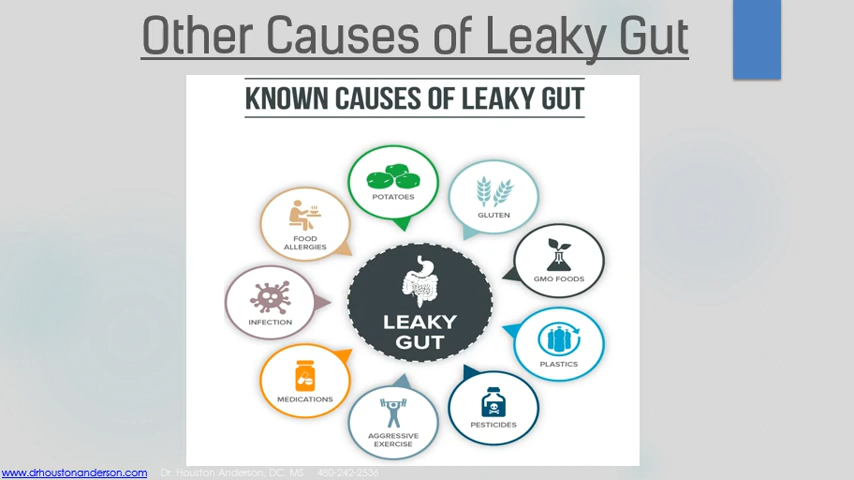 Other Causes of Leaky Gut
KNOWN CAUSES OF LEAKY GUT
POTATOES
GLUTEN
FOOD
ALLERGIES
GMO FOODS
INFECTION
LEAKY
GUT
PLASTICS
MEDICATIONS
AGGRESSIVE
EXERCISE
PESTICIDES
www.drhoustonanderson.com Dr. Houston Anderson, DC, MS 480-242-2536